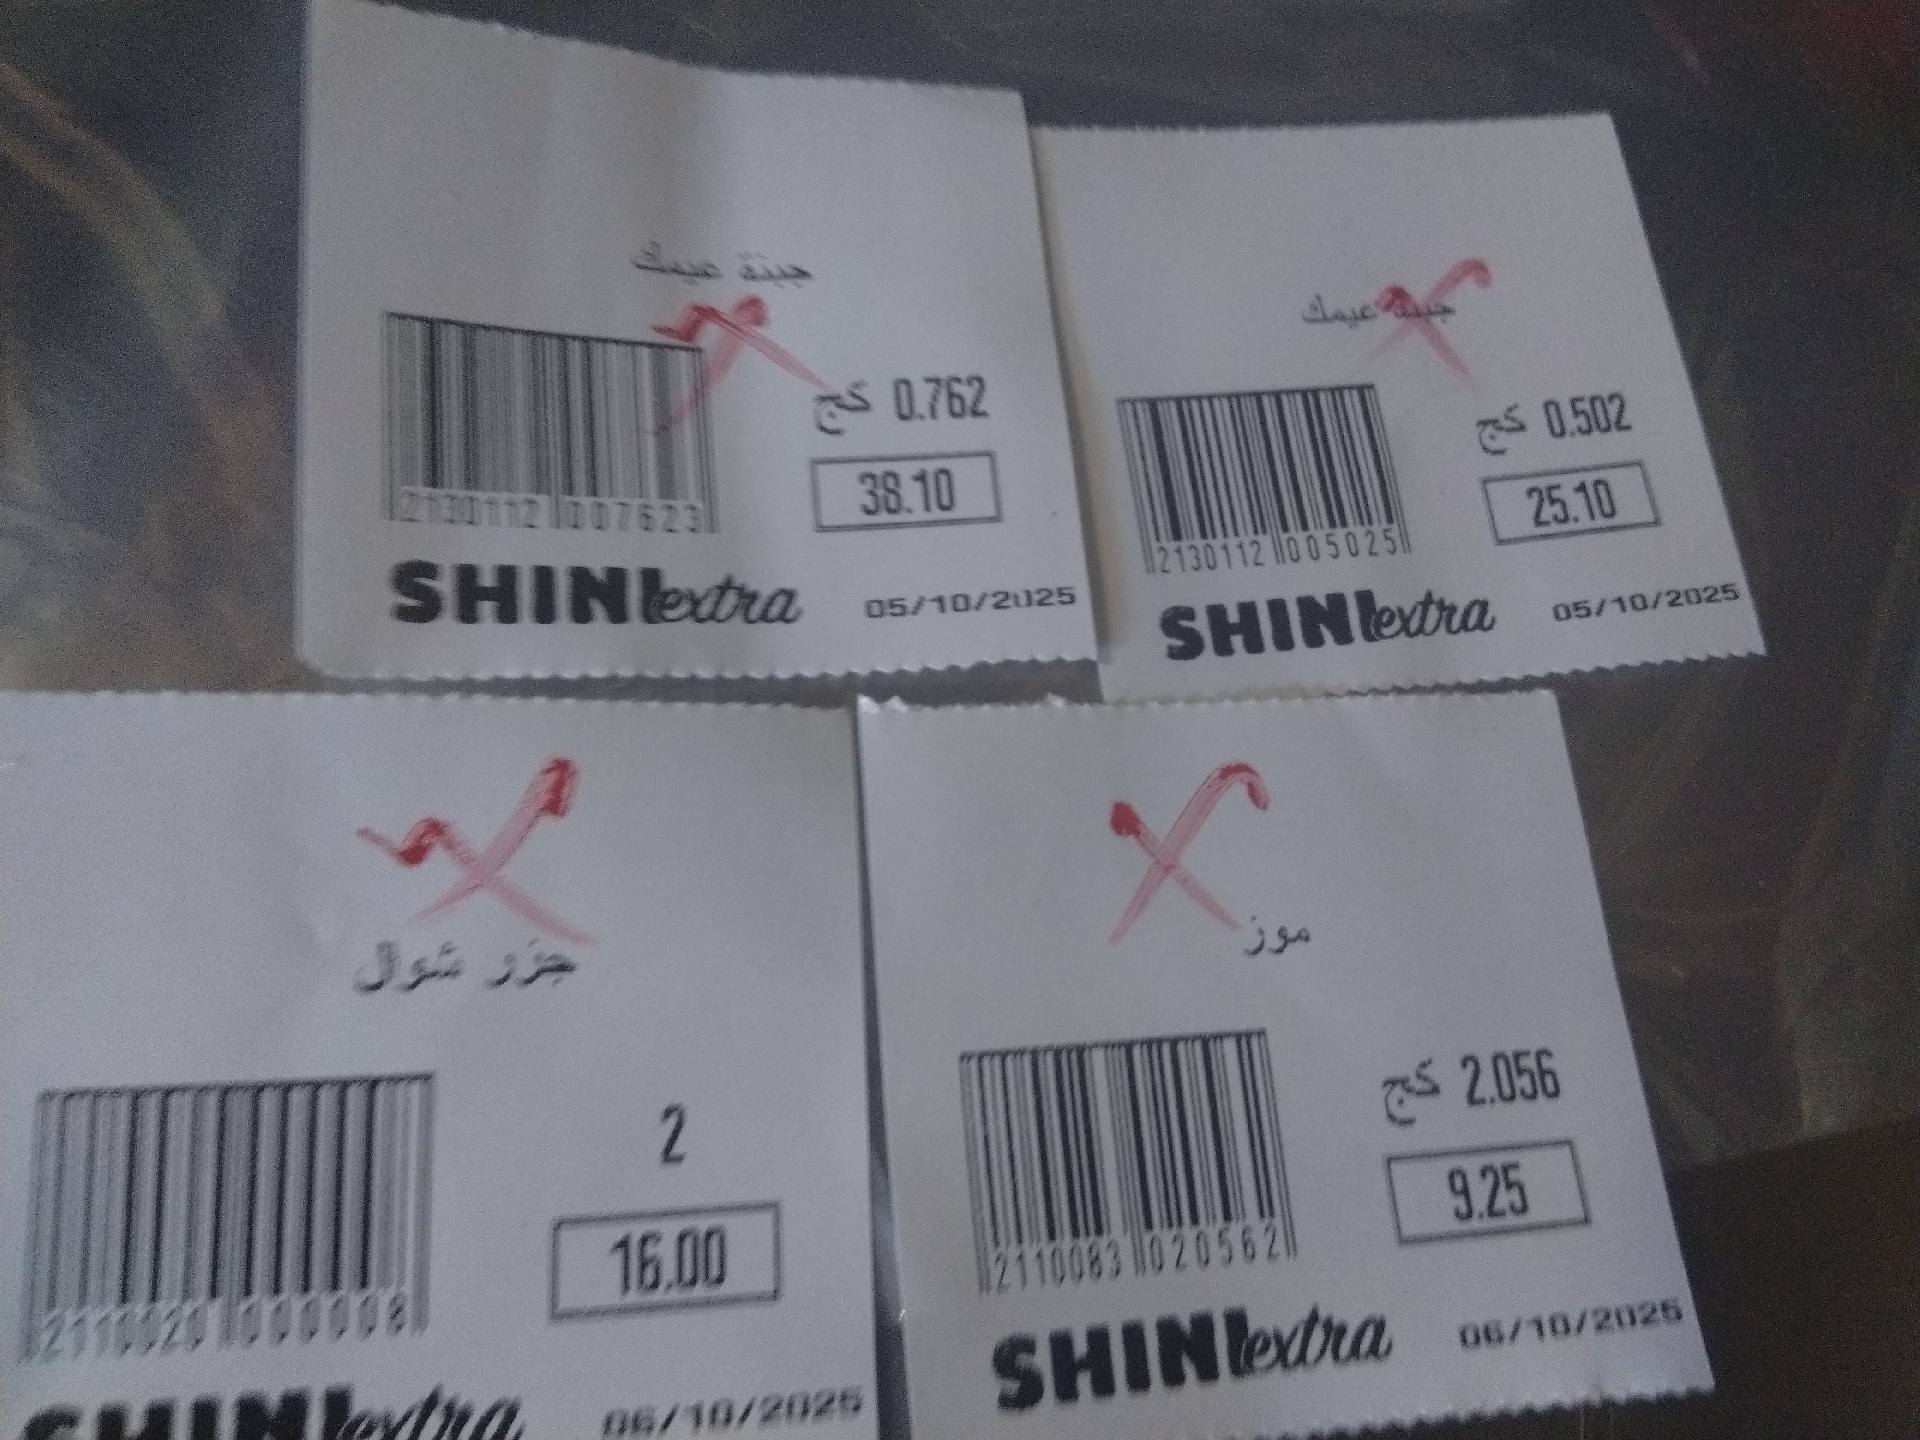 جبنة عيمك
كج 0.762
38.10
2130112 007623
SHINI extra
05/10/2025
جبنة عيمك
كج 0.502
25.10
2130112 005025
SHINI extra
05/10/2025
جزر شوال
2
16.00
SHINI extra
06/10/2025
موز
كج 2.056
9.25
2110083 020562
SHINI extra
06/10/2025